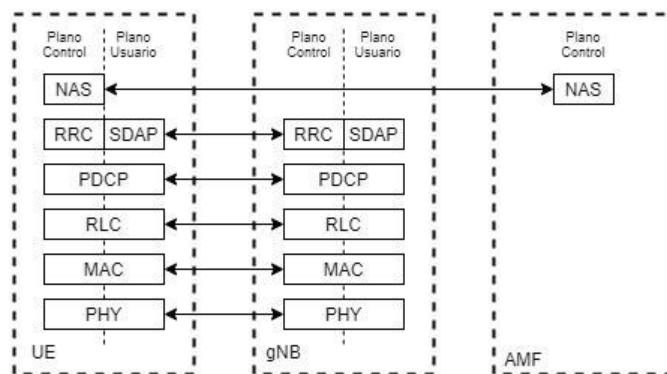 Plano Control
Plano Usuario
Plano Control
Plano Usuario
Plano Control
NAS
NAS
RRC SDAP
RRC SDAP
PDCP
PDCP
RLC
RLC
MAC
MAC
PHY
PHY
UE
gNB
AMF